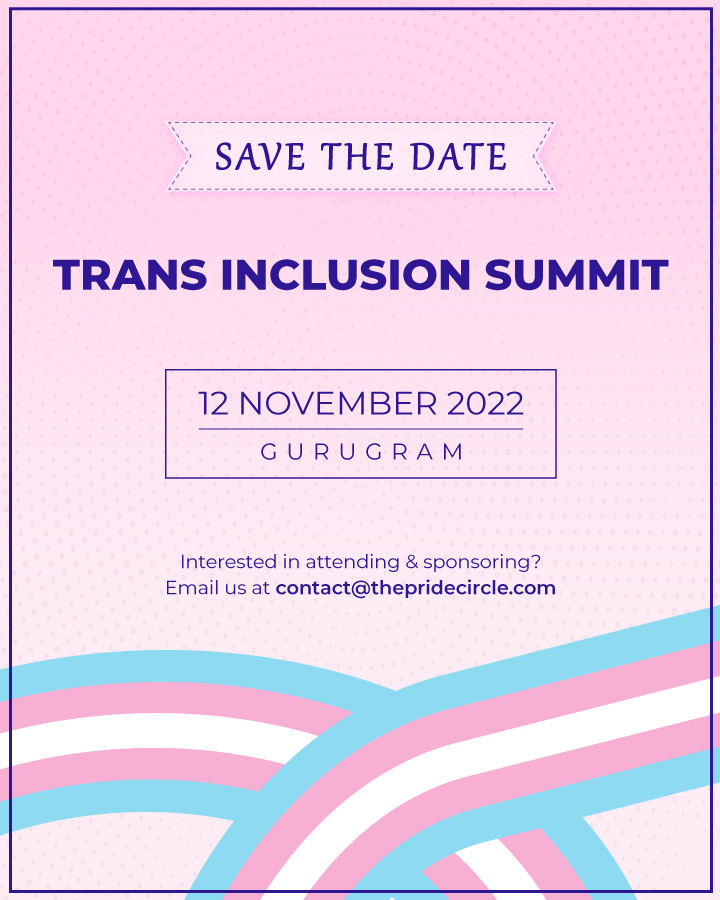 SAVE THE DATE
TRANS INCLUSION SUMMIT
12 NOVEMBER 2022
GURUGRAM
Interested in attending & sponsoring?
Email us at contact@thepridecircle.com